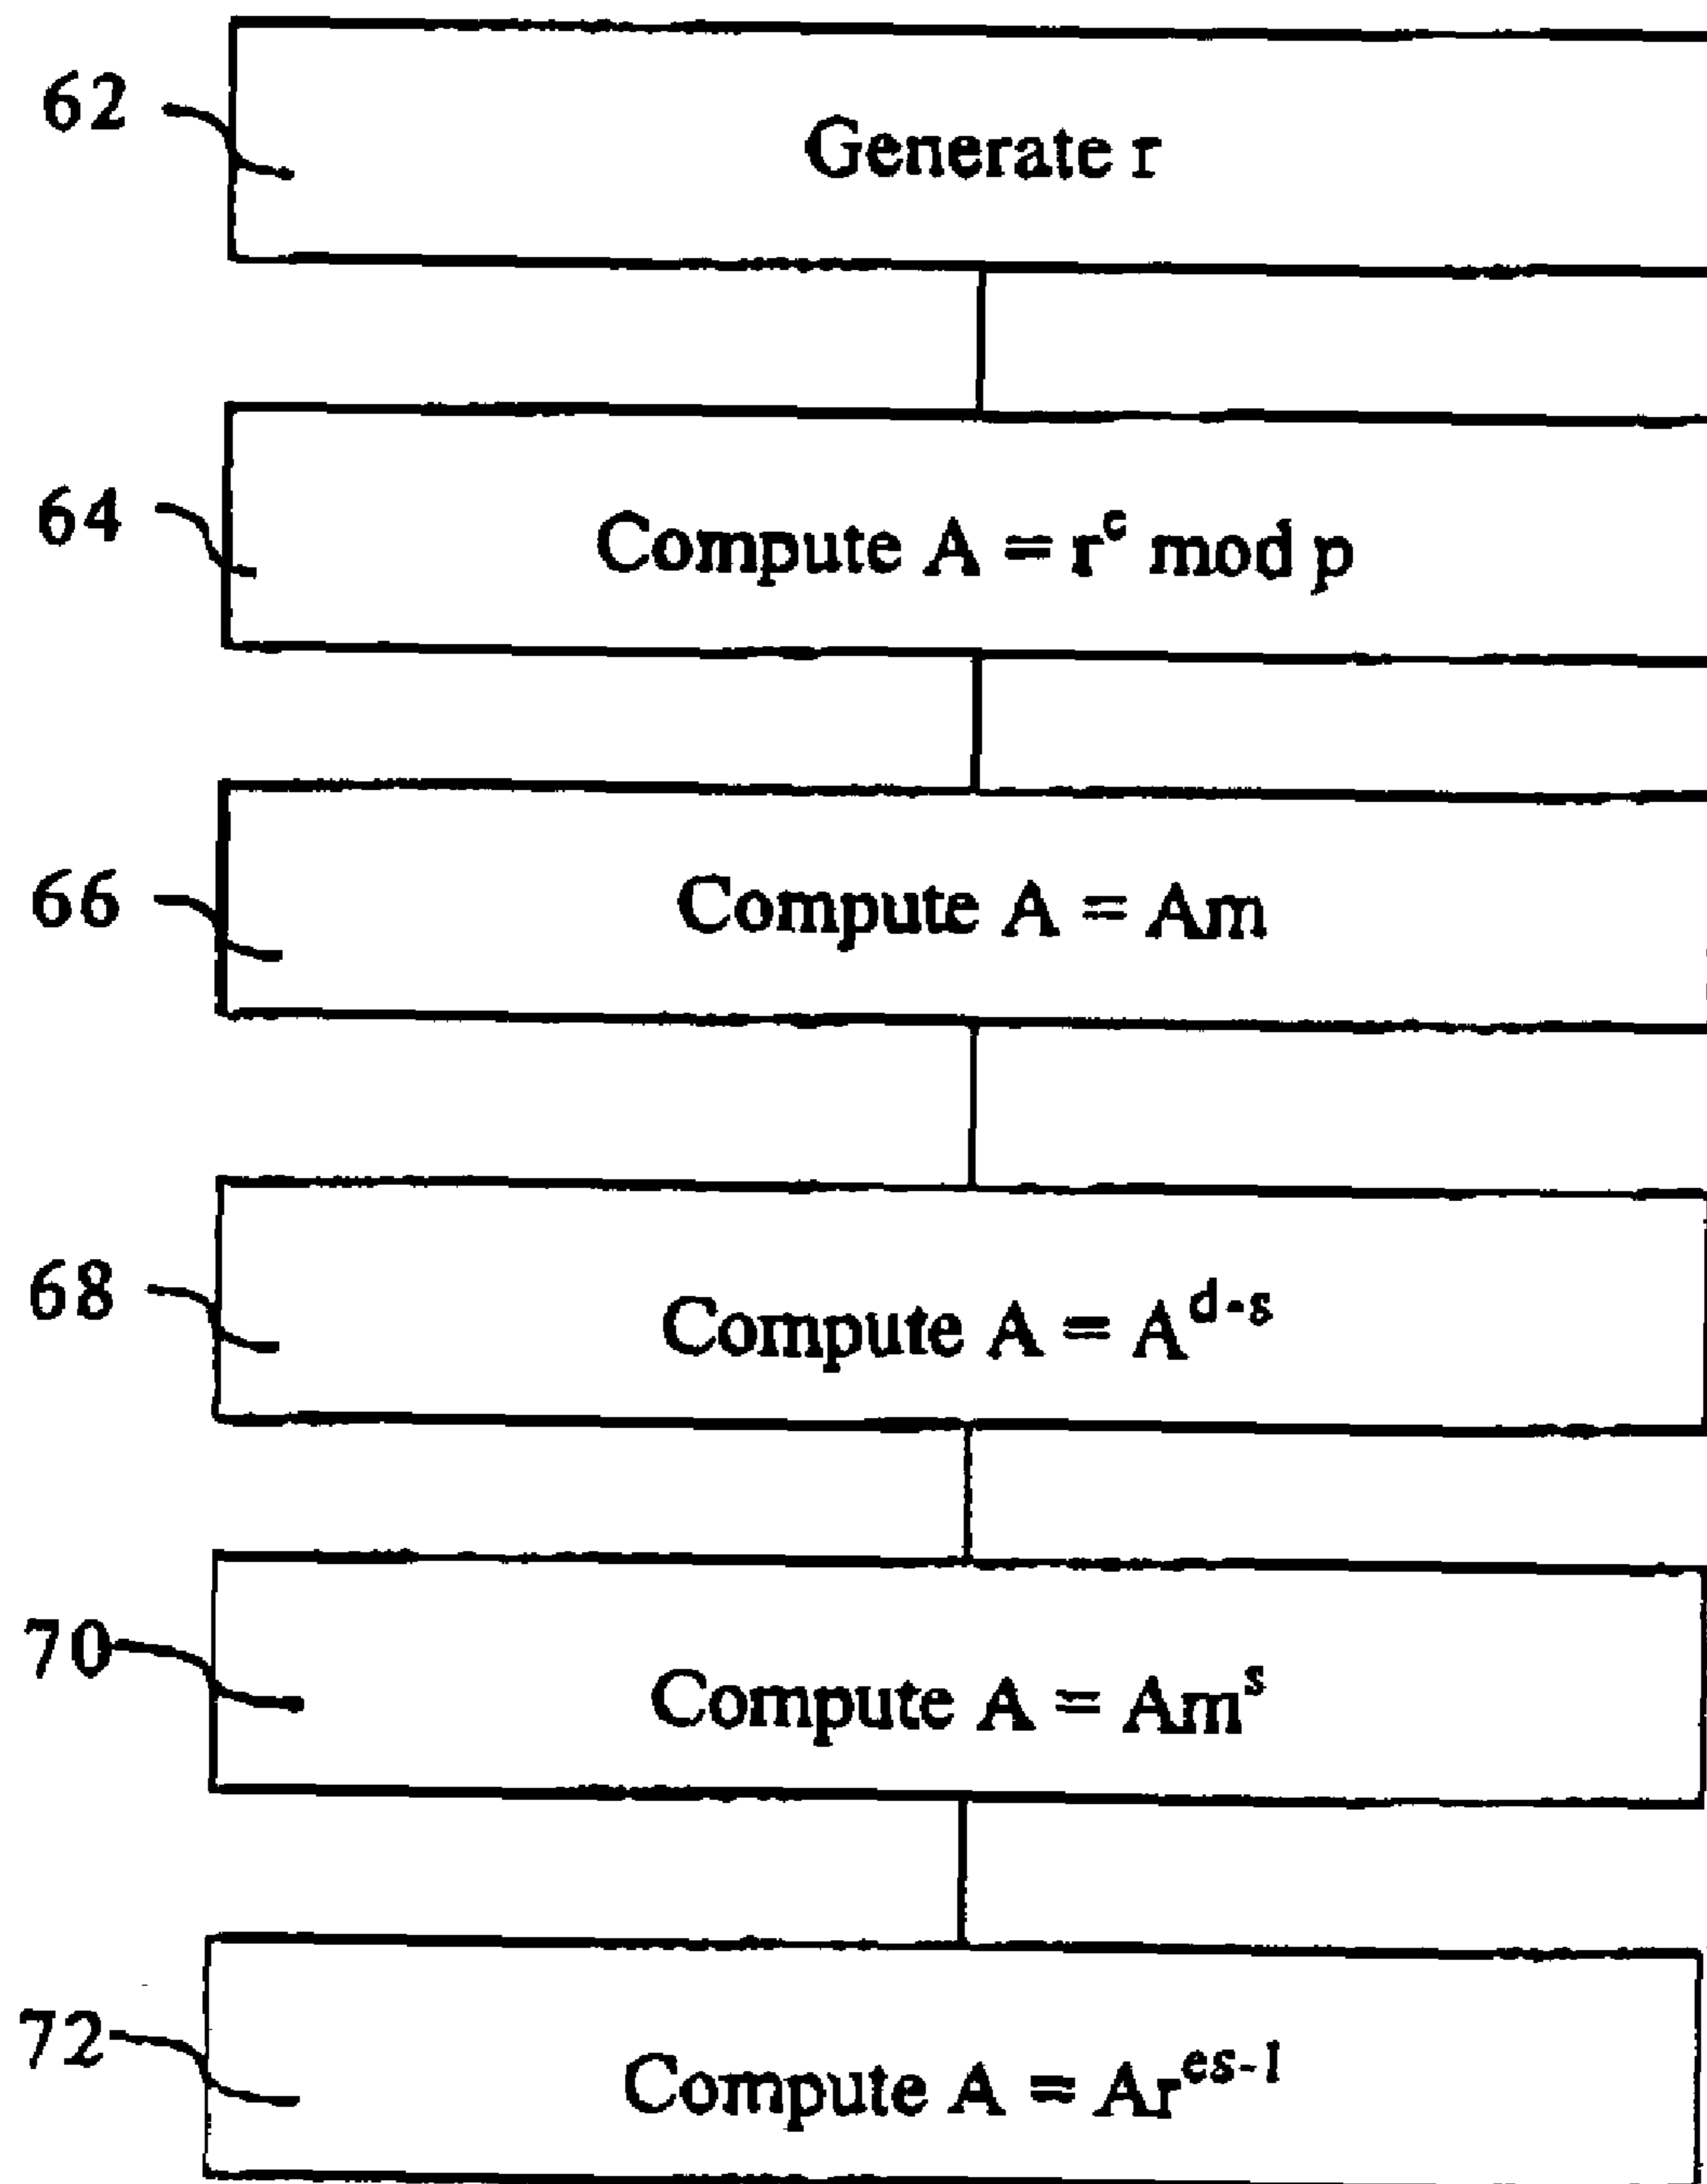 62
Generate r
64
Compute A = r^e mod p
66
Compute A = Am
68
Compute A = A^d-s
70
Compute A = Am^s
72
Compute A = Ar^es-1